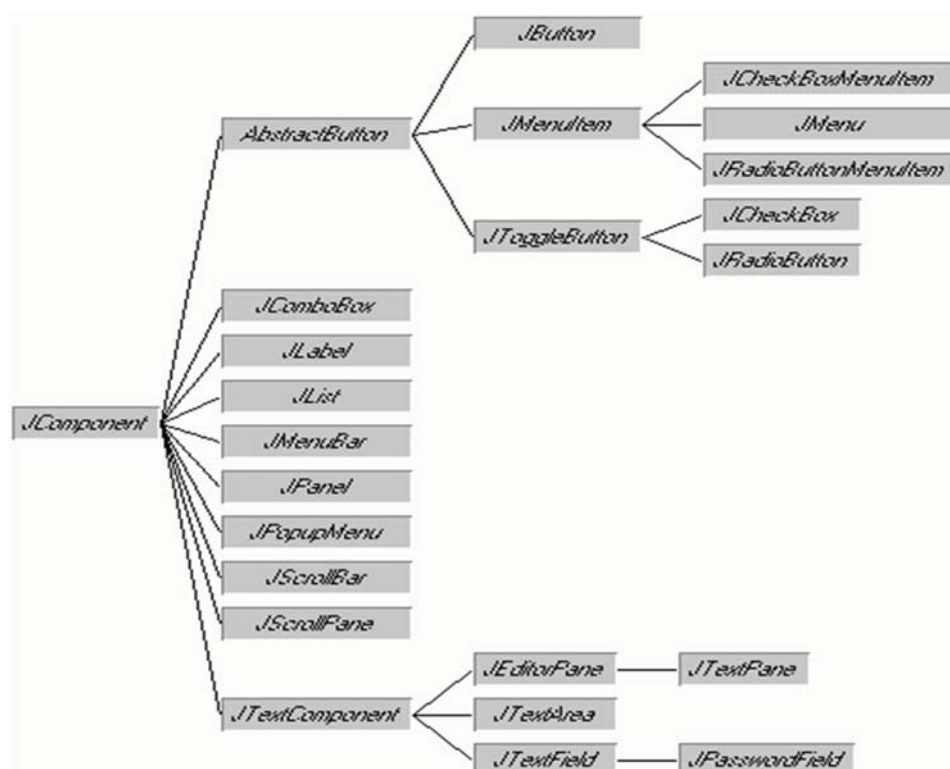 JButton
JCheckBoxMenuItem
AbstractButton
JMenuItem
JMenu
JRadioButtonMenuItem
JToggleButton
JCheckBox
JRadioButton
JComboBox
JLabel
JList
JComponent
JMenuBar
JPanel
JPopupMenu
JScrollBar
JScrollPane
JEditorPane
JTextPane
JTextComponent
JTextArea
JTextField
JPasswordField